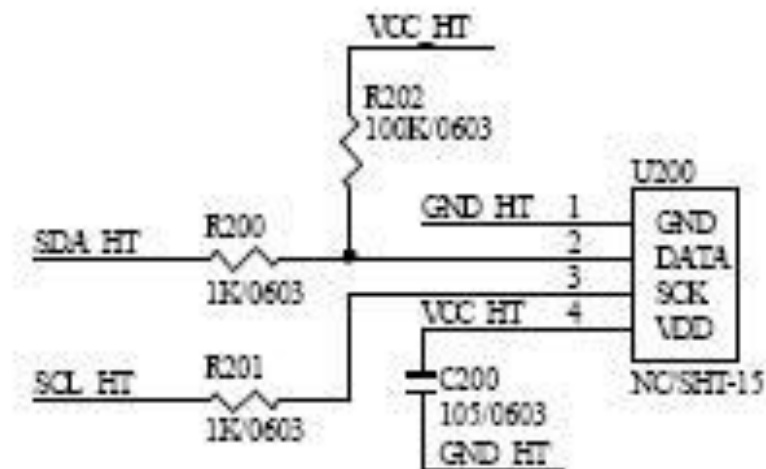 VCC_HT
R202
100K/0603
U200
GND_HT 1
GND
SDA_HT
R200
2
DATA
1K/0603
3
SCK
VCC_HT 4
VDD
SCL_HT
R201
C200
NC/SHT-15
1K/0603
105/0603
GND_HT